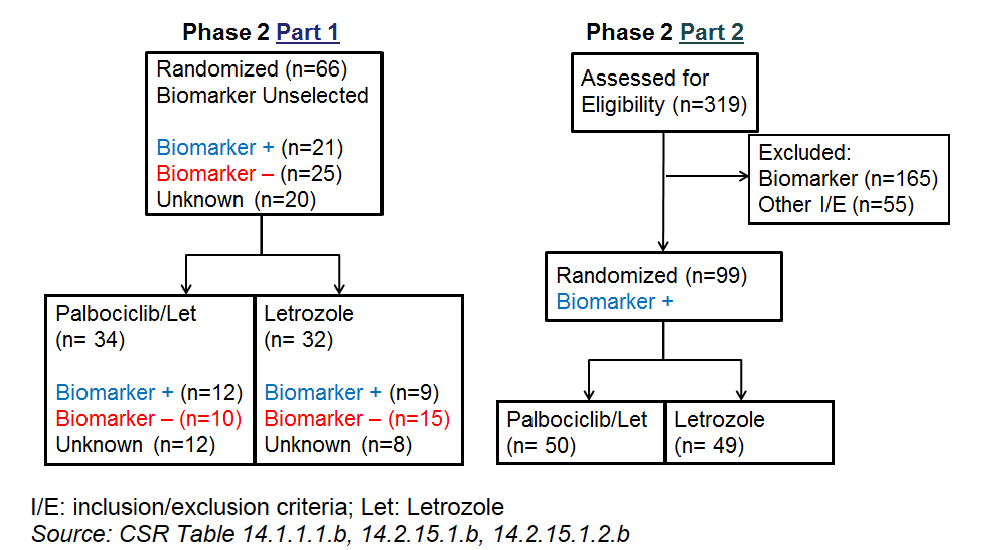 Phase 2 Part 1
Randomized (n=66)
Biomarker Unselected
Biomarker + (n=21)
Biomarker – (n=25)
Unknown (n=20)
Palbociclib/Let
(n= 34)
Biomarker + (n=12)
Biomarker – (n=10)
Unknown (n=12)
Letrozole
(n= 32)
Biomarker + (n=9)
Biomarker – (n=15)
Unknown (n=8)
Phase 2 Part 2
Assessed for
Eligibility (n=319)
Excluded:
Biomarker (n=165)
Other I/E (n=55)
Randomized (n=99)
Biomarker +
Palbociclib/Let
(n= 50)
Letrozole
(n= 49)
I/E: inclusion/exclusion criteria; Let: Letrozole
Source: CSR Table 14.1.1.1.b, 14.2.15.1.b, 14.2.15.1.2.b